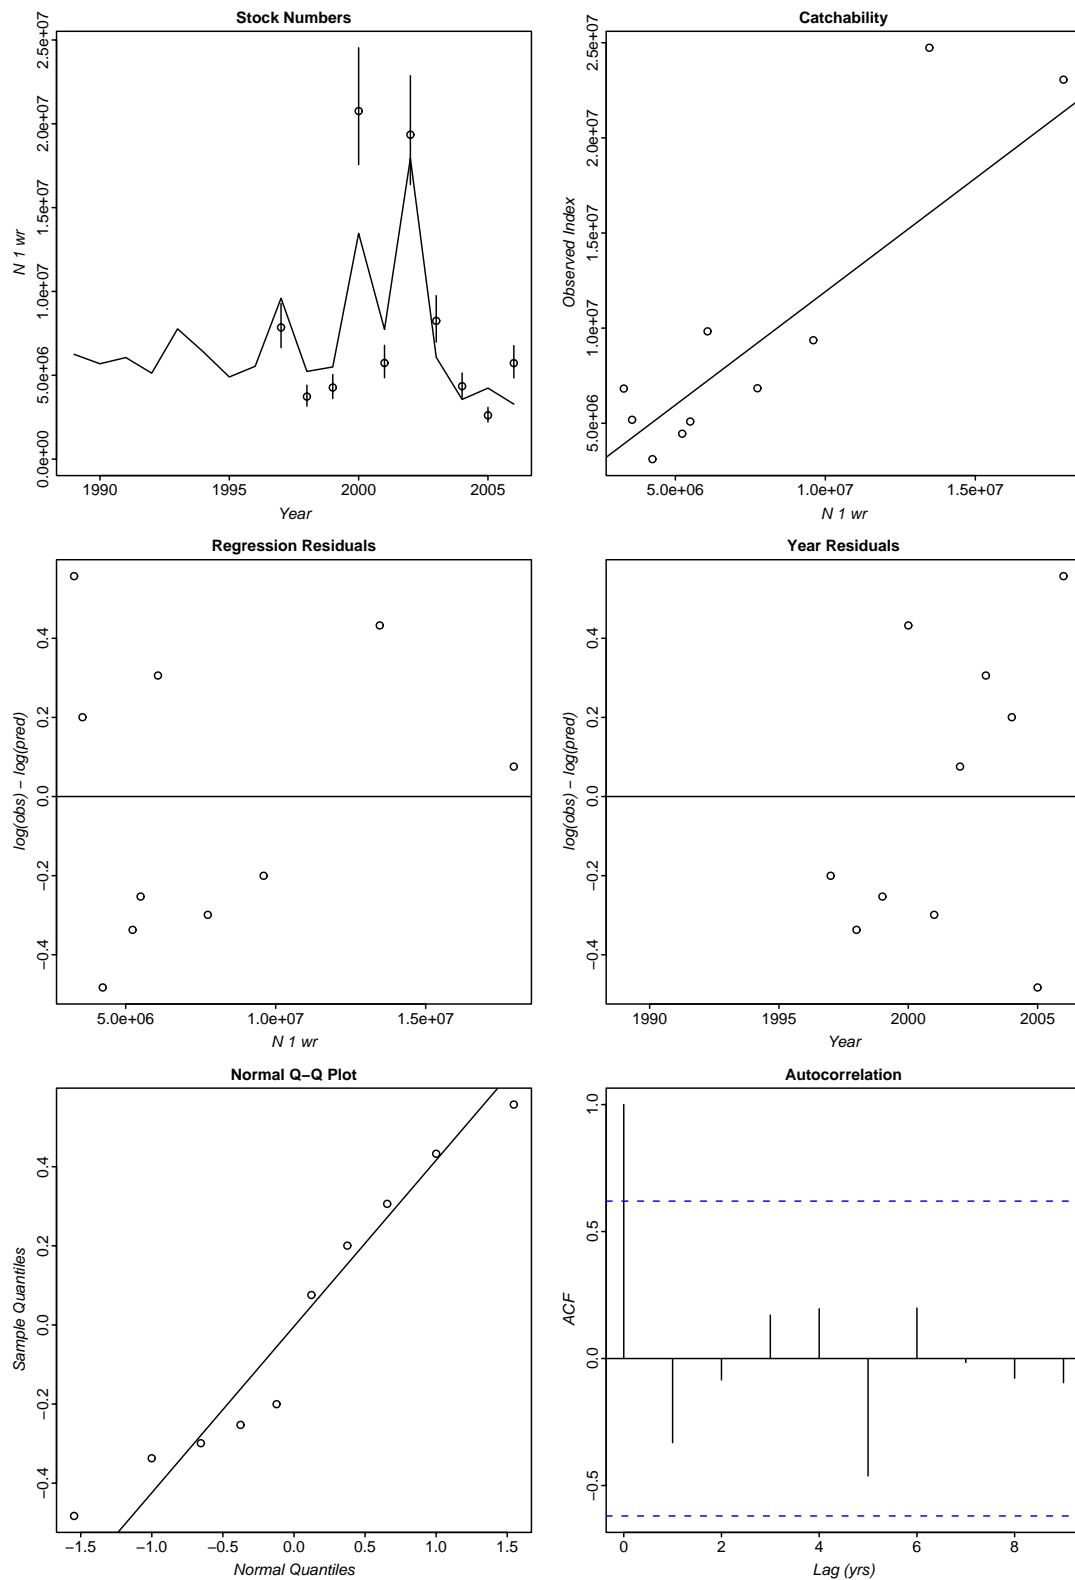 Stock Numbers
N 1 wr
0.0e+00 5.0e+06 1.0e+07 1.5e+07 2.0e+07 2.5e+07
1990 1995 2000 2005
Year
Catchability
Observed Index
5.0e+06 1.0e+07 1.5e+07 2.0e+07 2.5e+07
5.0e+06 1.0e+07 1.5e+07
N 1 wr
Regression Residuals
log(obs) − log(pred)
−0.4 −0.2 0.0 0.2 0.4
5.0e+06 1.0e+07 1.5e+07
N 1 wr
Year Residuals
log(obs) − log(pred)
−0.4 −0.2 0.0 0.2 0.4
1990 1995 2000 2005
Year
Normal Q−Q Plot
Sample Quantiles
−0.4 −0.2 0.0 0.2 0.4
−1.5 −1.0 −0.5 0.0 0.5 1.0 1.5
Normal Quantiles
Autocorrelation
ACF
−0.5 0.0 0.5 1.0
0 2 4 6 8
Lag (yrs)